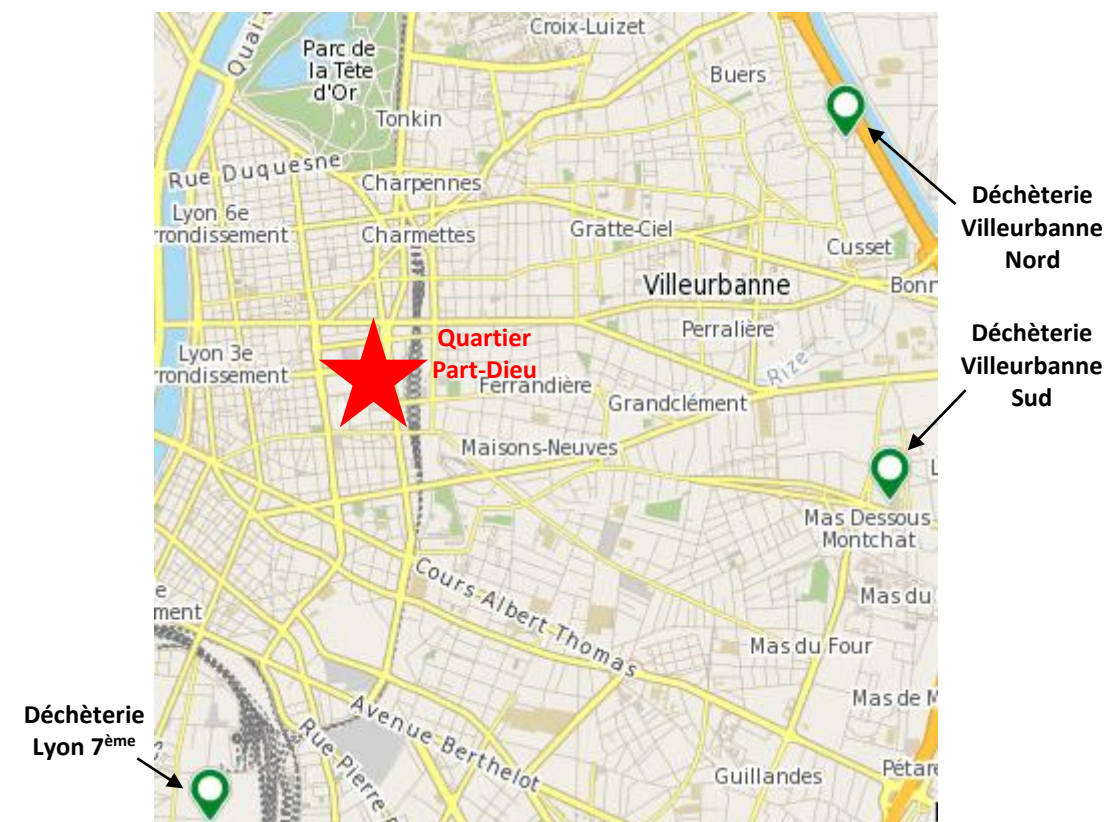 Croix-Luizet
Quai
Parc de
la Tête
d'Or
Buers
Tonkin
Rue Duquesne
Charpennes
Déchèterie
Villeurbanne
Nord
Lyon 6e
rrondissement
Charmettes
Gratte-Ciel
Cusset
Villeurbanne
Bonn
Quartier
Part-Dieu
Perralière
Déchèterie
Villeurbanne
Sud
Lyon 3e
rrondissement
Rize
Ferrandière
Grandclément
Maisons-Neuves
L
Mas Dessous
Montchat
Cours Albert Thomas
e
ment
Mas du
Mas du Four
Mas de M
Déchèterie
Lyon 7ème
Avenue Berthelot
Rue Pierre
Guillandes
Pétare